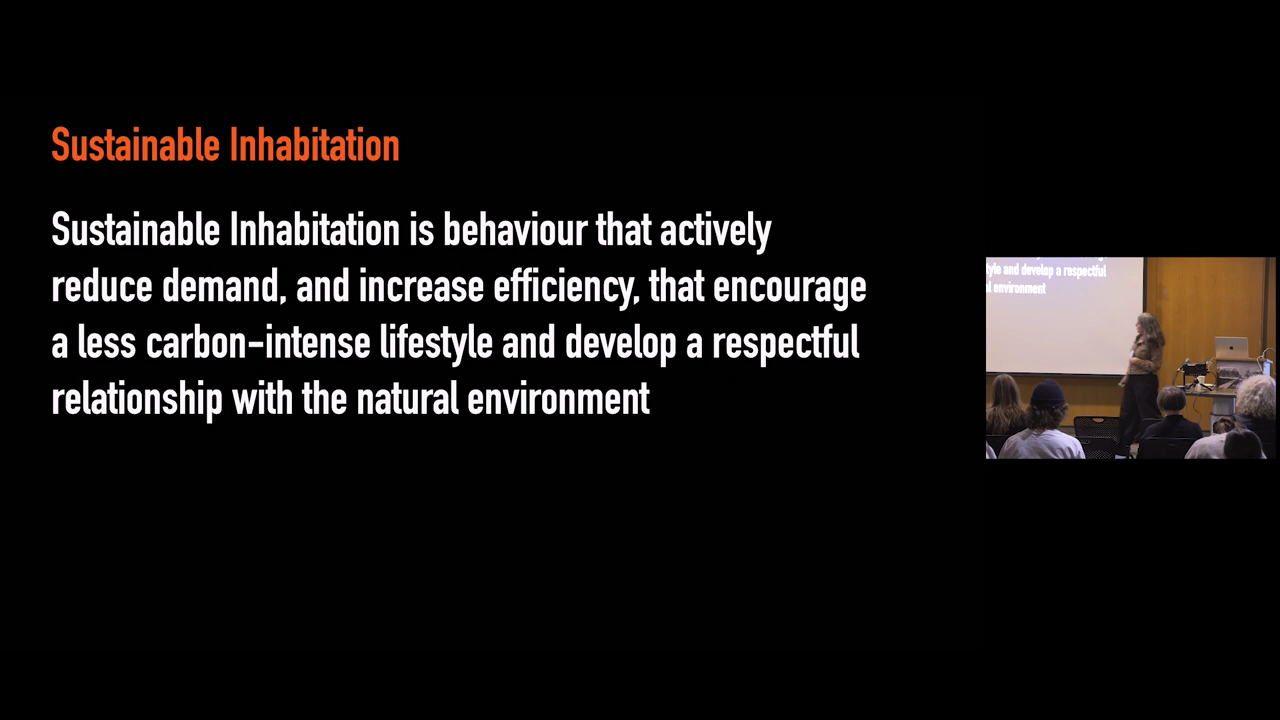 Sustainable Inhabitation
Sustainable Inhabitation is behaviour that actively
reduce demand, and increase efficiency, that encourage
a less carbon-intense lifestyle and develop a respectful
relationship with the natural environment
style and develop a respectful
environment